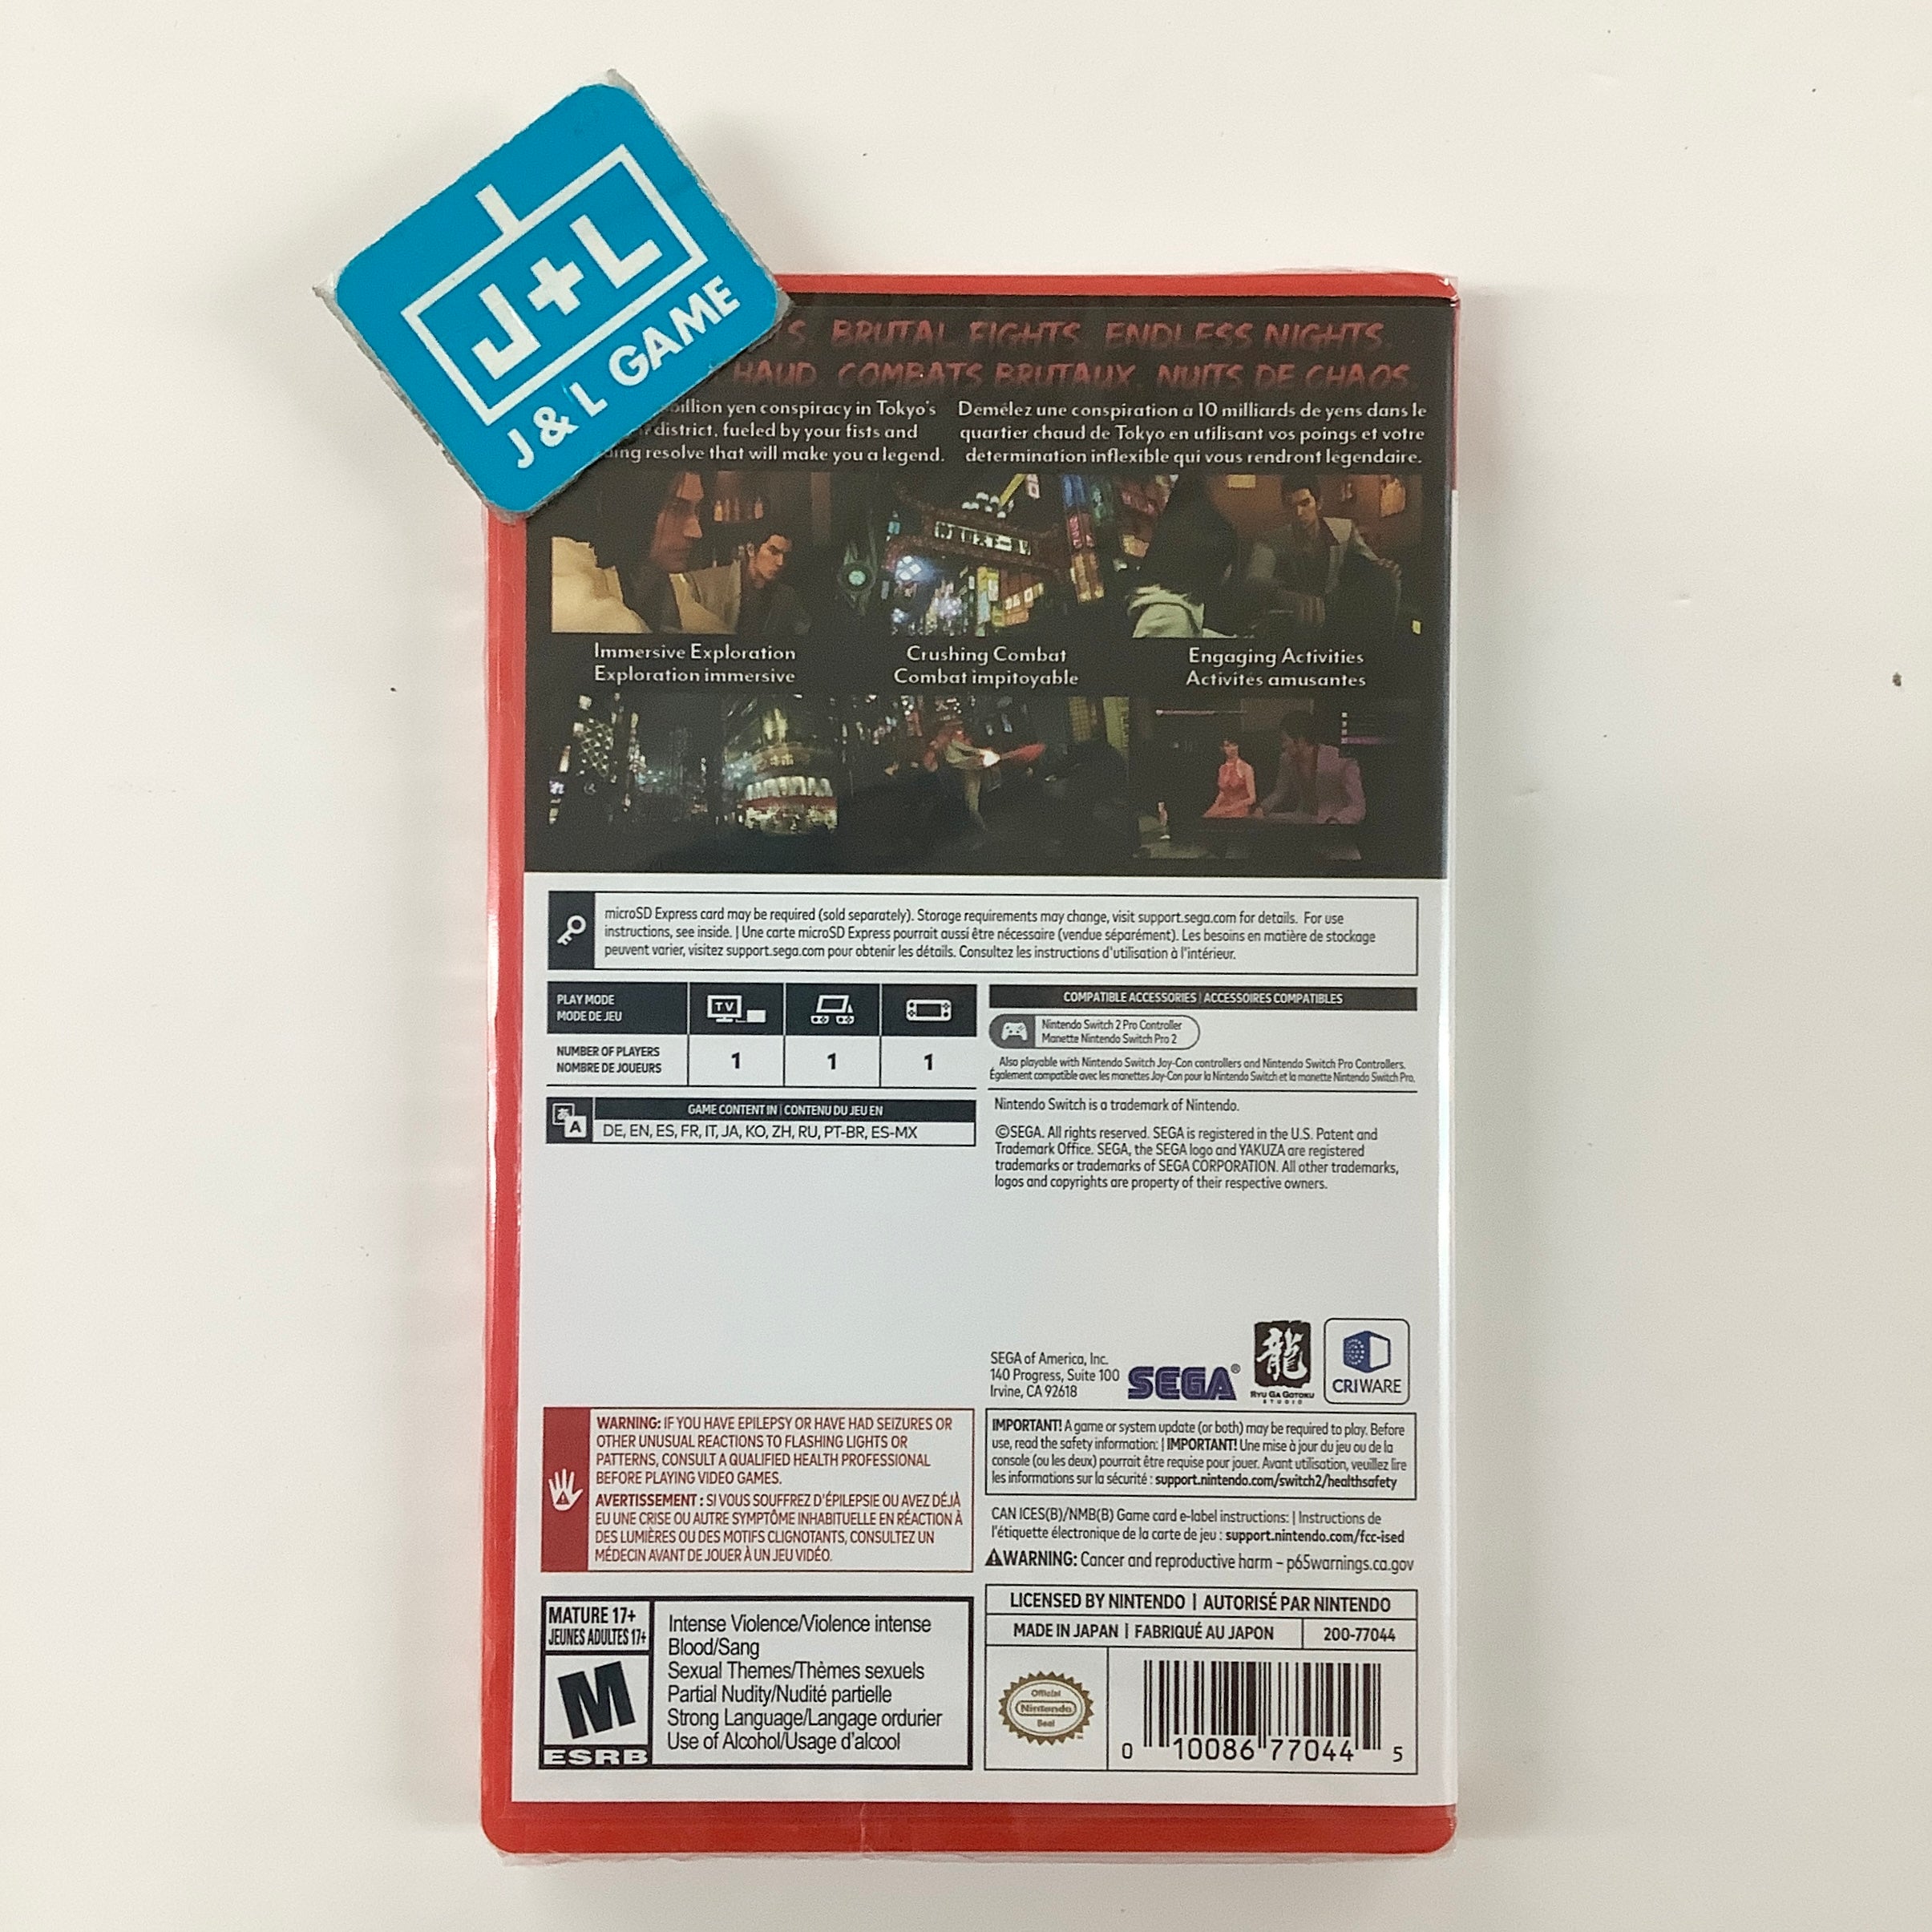 J+L
J & L GAME
S. BRUTAL FIGHTS. ENDLESS NIGHTS.
HAUD. COMBATS BRUTAUX. NUITS DE CHAOS.
billion yen conspiracy in Tokyo's
district, fueled by your fists and
resolve that will make you a legend.
Demêlez une conspiration a 10 milliards de yens dans le
quartier chaud de Tokyo en utilisant vos poings et votre
determination inflexible qui vous rendront legendaire.
Immersive Exploration
Exploration immersive
Crushing Combat
Combat impitoyable
Engaging Activities
Activites amusantes
microSD Express card may be required (sold separately). Storage requirements may change, visit support.sega.com for details. For use
instructions, see inside. | Une carte microSD Express pourrait aussi être nécessaire (vendue séparément). Les besoins en matière de stockage
peuvent varier, visitez support.sega.com pour obtenir les détails. Consultez les instructions d'utilisation à l'intérieur.
PLAY MODE
MODE DE JEU
TV
NUMBER OF PLAYERS
NOMBRE DE JOUEURS
1 1 1
GAME CONTENT IN | CONTENU DU JEU EN
あ A
DE, EN, ES, FR, IT, JA, KO, ZH, RU, PT-BR, ES-MX
COMPATIBLE ACCESSORIES | ACCESSOIRES COMPATIBLES
Nintendo Switch 2 Pro Controller
Manette Nintendo Switch Pro 2
Also playable with Nintendo Switch Joy-Con controllers and Nintendo Switch Pro Controllers.
Également compatible avec les manettes Joy-Con pour la Nintendo Switch et la manette Nintendo Switch Pro.
Nintendo Switch is a trademark of Nintendo.
©SEGA. All rights reserved. SEGA is registered in the U.S. Patent and
Trademark Office. SEGA, the SEGA logo and YAKUZA are registered
trademarks or trademarks of SEGA CORPORATION. All other trademarks,
logos and copyrights are property of their respective owners.
SEGA of America, Inc.
140 Progress, Suite 100
Irvine, CA 92618
SEGA®
龍
RYU GA GOTOKU
STUDIO
CRIWARE
WARNING: IF YOU HAVE EPILEPSY OR HAVE HAD SEIZURES OR
OTHER UNUSUAL REACTIONS TO FLASHING LIGHTS OR
PATTERNS, CONSULT A QUALIFIED HEALTH PROFESSIONAL
BEFORE PLAYING VIDEO GAMES.
AVERTISSEMENT : SI VOUS SOUFFREZ D'ÉPILEPSIE OU AVEZ DÉJÀ
EU UNE CRISE OU AUTRE SYMPTÔME INHABITUELLE EN RÉACTION À
DES LUMIÈRES OU DES MOTIFS CLIGNOTANTS, CONSULTEZ UN
MÉDECIN AVANT DE JOUER À UN JEU VIDÉO.
IMPORTANT! A game or system update (or both) may be required to play. Before
use, read the safety information: | IMPORTANT! Une mise à jour du jeu ou de la
console (ou les deux) pourrait être requise pour jouer. Avant utilisation, veuillez lire
les informations sur la sécurité : support.nintendo.com/switch2/healthsafety
CAN ICES(B)/NMB(B) Game card e-label instructions: | Instructions de
l'étiquette électronique de la carte de jeu : support.nintendo.com/fcc-ised
WARNING: Cancer and reproductive harm – p65warnings.ca.gov
MATURE 17+
JEUNES ADULTES 17+
M
ESRB
Intense Violence/Violence intense
Blood/Sang
Sexual Themes/Thèmes sexuels
Partial Nudity/Nudité partielle
Strong Language/Langage ordurier
Use of Alcohol/Usage d'alcool
LICENSED BY NINTENDO | AUTORISÉ PAR NINTENDO
MADE IN JAPAN | FABRIQUÉ AU JAPON
200-77044
Official
Nintendo
Seal
0 10086 77044 5